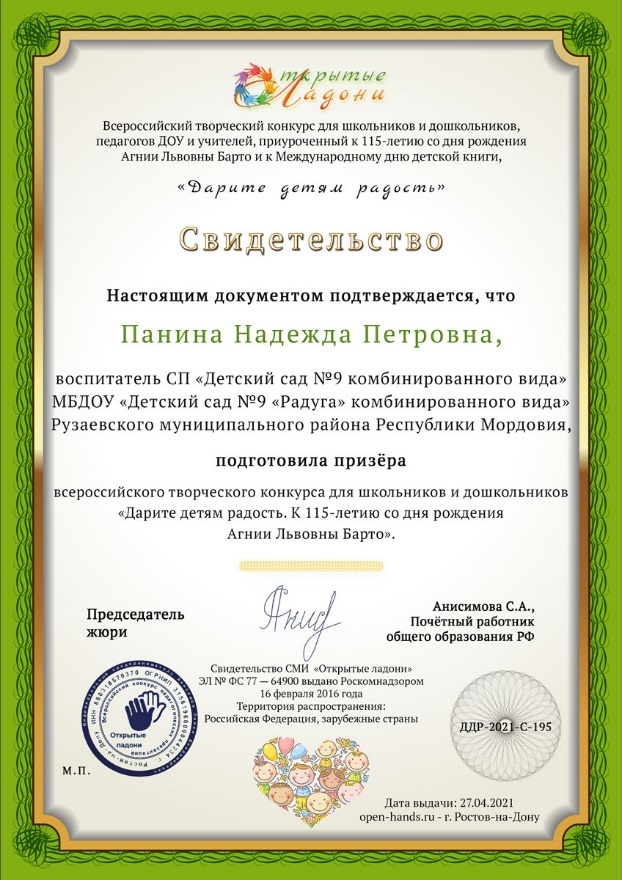 Открытые
Ладони
Всероссийский творческий конкурс для школьников и дошкольников,
педагогов ДОУ и учителей, приуроченный к 115-летию со дня рождения
Агнии Львовны Барто и к Международному дню детской книги,
«Дарите детям радость»
Свидетельство
Настоящим документом подтверждается, что
Панина Надежда Петровна,
воспитатель СП «Детский сад №9 комбинированного вида»
МБДОУ «Детский сад №9 «Радуга» комбинированного вида»
Рузаевского муниципального района Республики Мордовия,
подготовила призёра
всероссийского творческого конкурса для школьников и дошкольников
«Дарите детям радость. К 115-летию со дня рождения
Агнии Львовны Барто».
Председатель
жюри
Анисимова С.А.,
Почётный работник
общего образования РФ
Свидетельство СМИ «Открытые ладони»
ЭЛ № ФС 77 — 64900 выдано Роскомнадзором
16 февраля 2016 года
Территория распространения:
Российская Федерация, зарубежные страны
Всероссийский конкурс педагогических презентаций
Открытые
ладони
ДДР-2021-С-195
М.П.
Дата выдачи: 27.04.2021
open-hands.ru - г. Ростов-на-Дону